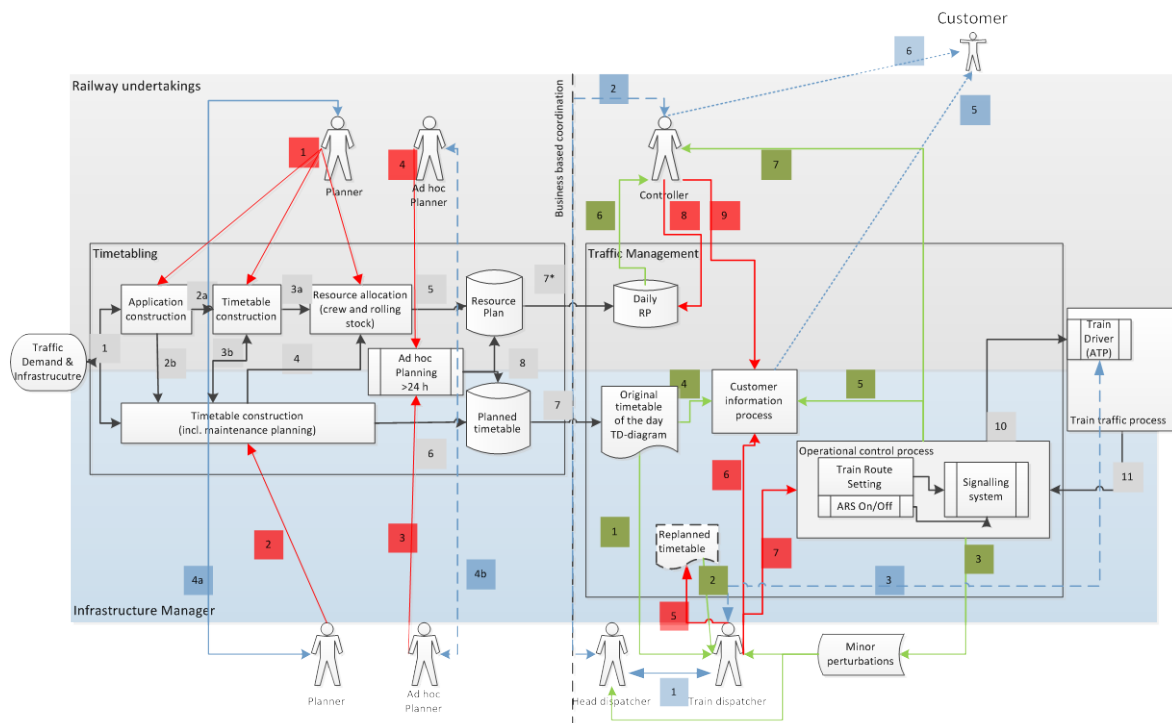 Customer
6
Railway undertakings
Business based coordination
2
5
1
4
7
Planner
Ad hoc
Planner
Controller
6
8
9
Timetabling
Traffic Management
2a
3a
5
7*
Application
construction
Timetable
construction
Resource allocation
(crew and rolling
stock)
Resource
Plan
Daily
RP
Traffic
Demand &
Infrastrucutre
1
2b
3b
4
Ad hoc
Planning
>24 h
8
Train
Driver
(ATP)
Timetable construction
(incl. maintenance planning)
Planned
timetable
7
Original
timetable
of the day
TD-diagram
4
Customer
information
process
5
6
10
Train traffic process
Operational control process
11
Train Route
Setting
Signalling
system
ARS On/Off
6
2
3
1
Replanned
timetable
7
3
4a
4b
2
3
5
Infrastructure Manager
Minor
perturbations
1
Planner
Ad hoc
Planner
Head dispatcher
Train dispatcher